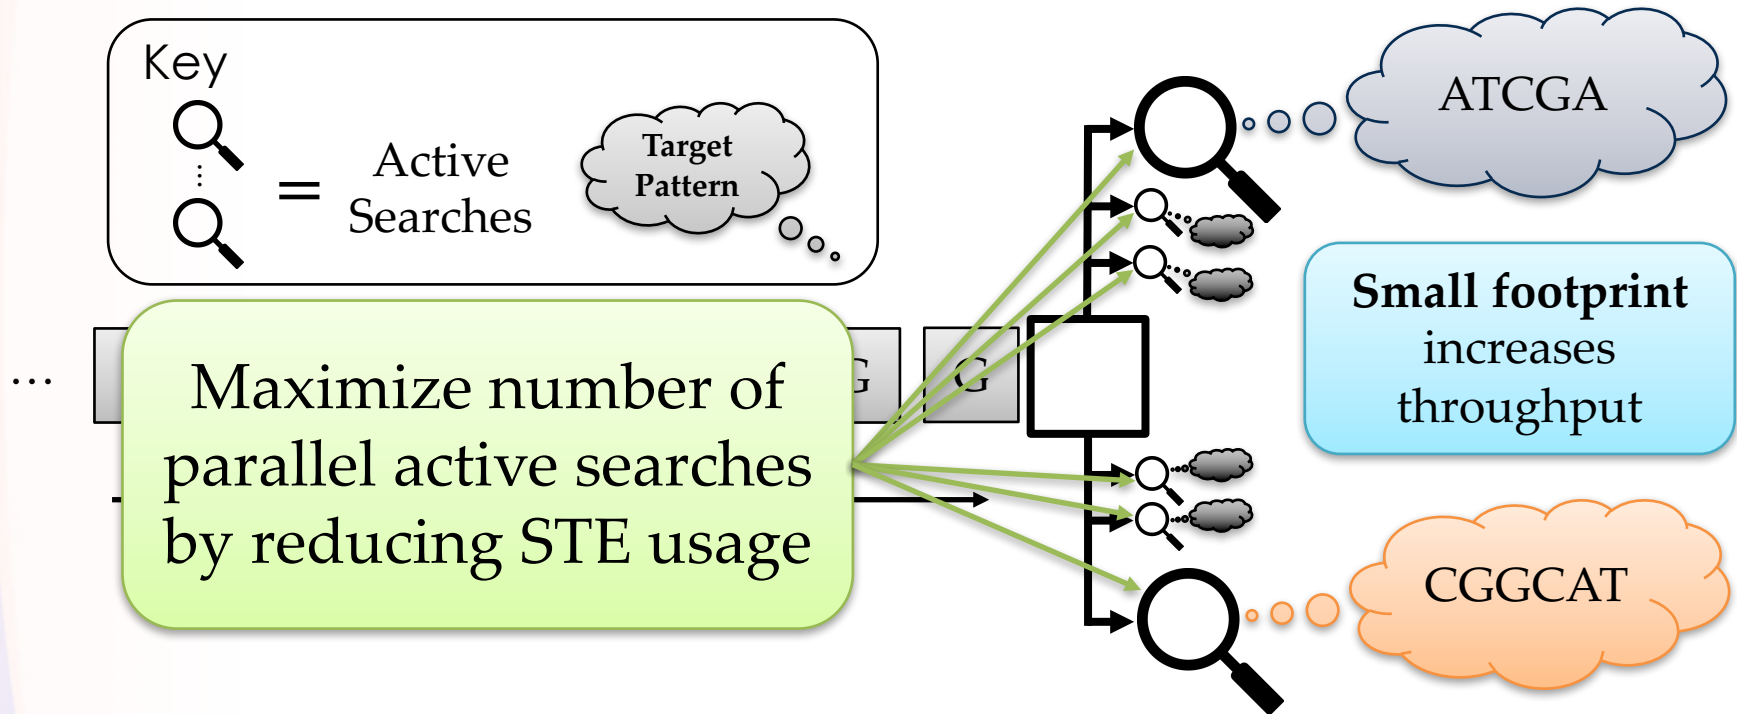 Key
⋮
=
Active
Searches
Target
Pattern
ATCGA
Small footprint
increases
throughput
...
G
G
Maximize number of
parallel active searches
by reducing STE usage
CGGCAT